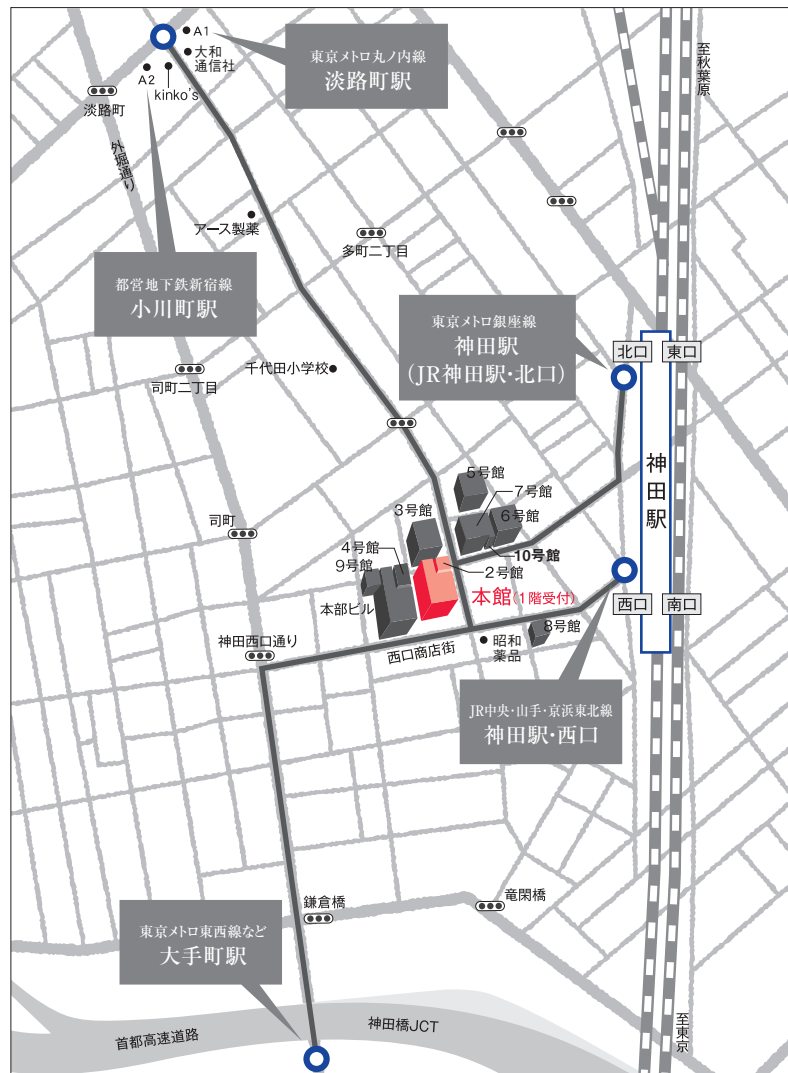 A1
大和
通信社
A2
kinko's
東京メトロ丸ノ内線
淡路町駅
至秋葉原
淡路町
外堀通り
アース製薬
多町二丁目
都営地下鉄新宿線
小川町駅
東京メトロ銀座線
神田駅
(JR神田駅・北口)
北口
東口
千代田小学校
司町二丁目
神田駅
5号館
7号館
6号館
3号館
10号館
司町
4号館
9号館
2号館
本館(1階受付)
本部ビル
西口
南口
8号館
昭和
薬品
神田西口通り
西口商店街
JR中央・山手・京浜東北線
神田駅・西口
竜閑橋
鎌倉橋
東京メトロ東西線など
大手町駅
首都高速道路
神田橋JCT
至東京